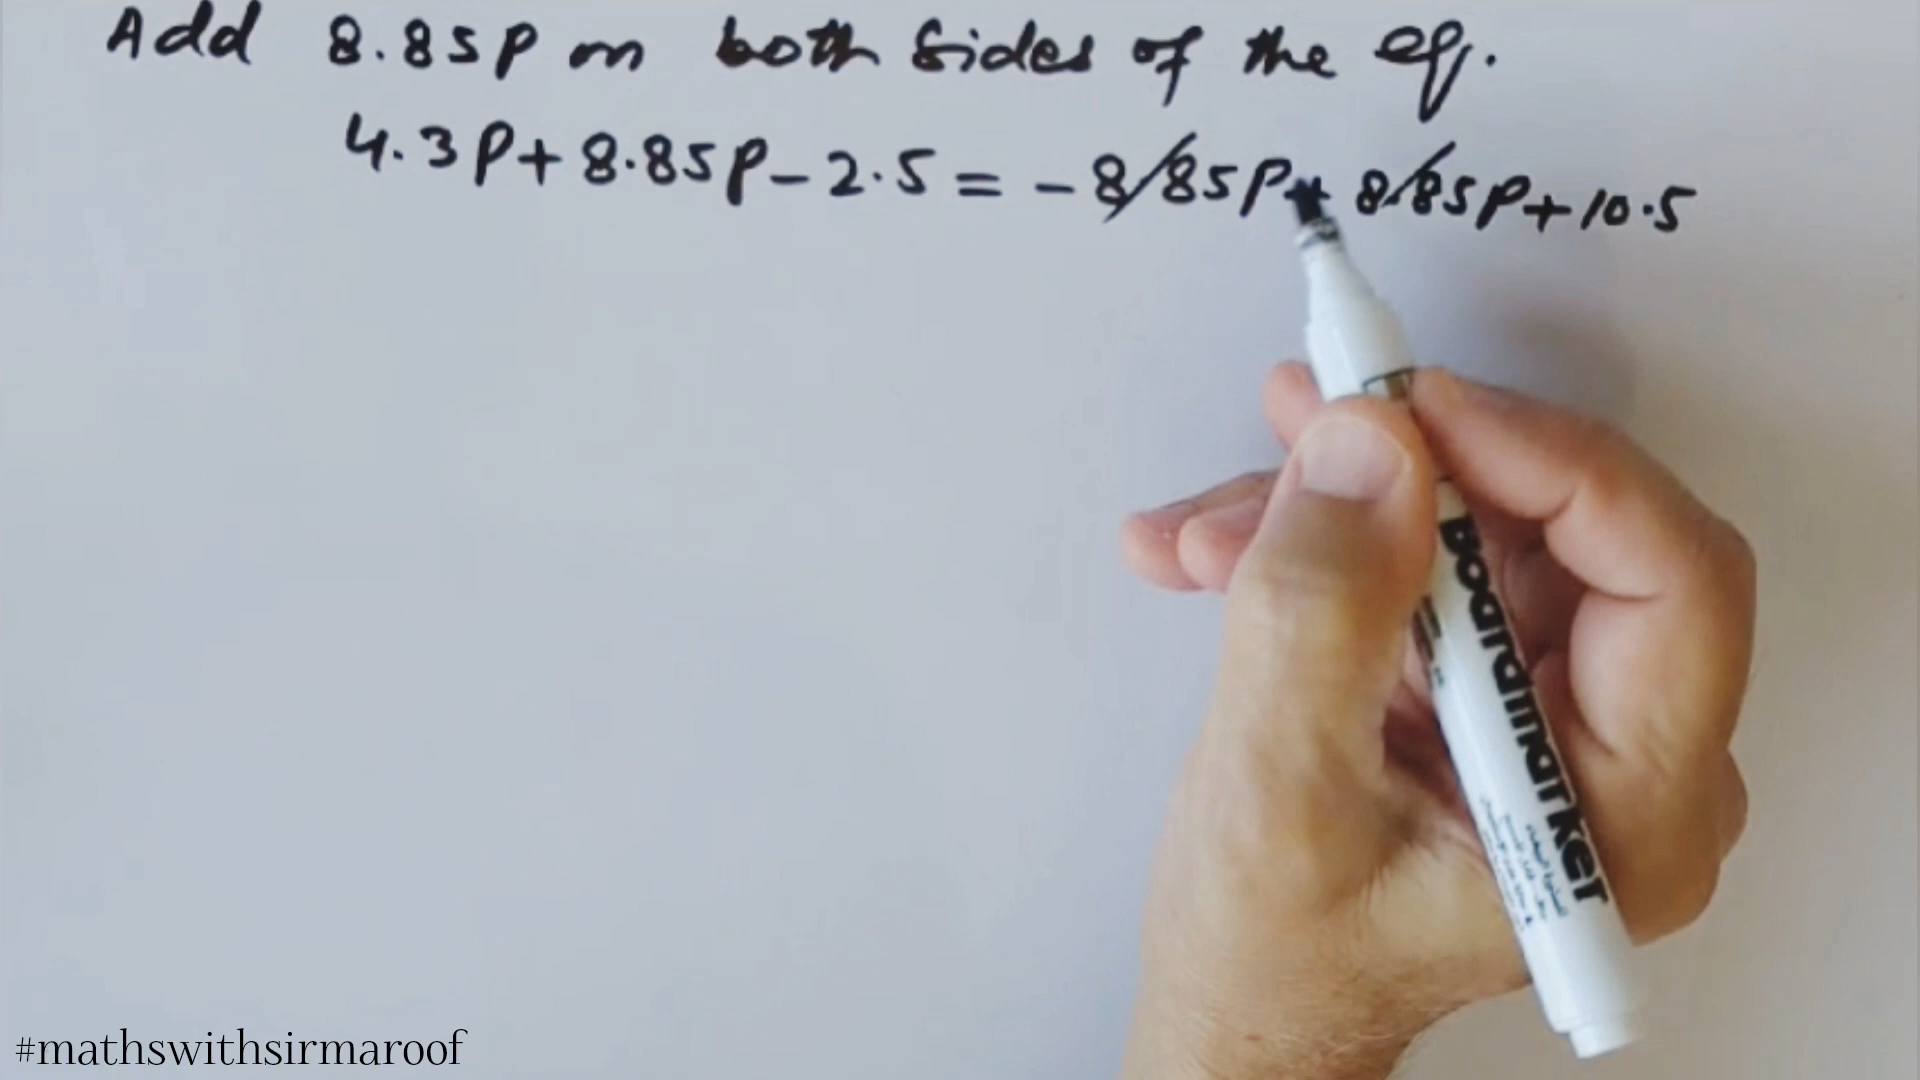 Add 8.85P on both sides of the eq.
4.3P + 8.85P - 2.5 = - 8.85P + 8.85P + 10.5
Boardmarker
#mathswithsirmaroof